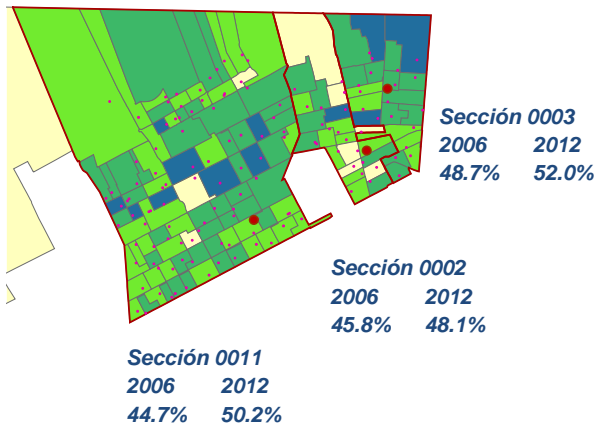 Sección 0003
2006 2012
48.7% 52.0%
Sección 0002
2006 2012
45.8% 48.1%
Sección 0011
2006 2012
44.7% 50.2%